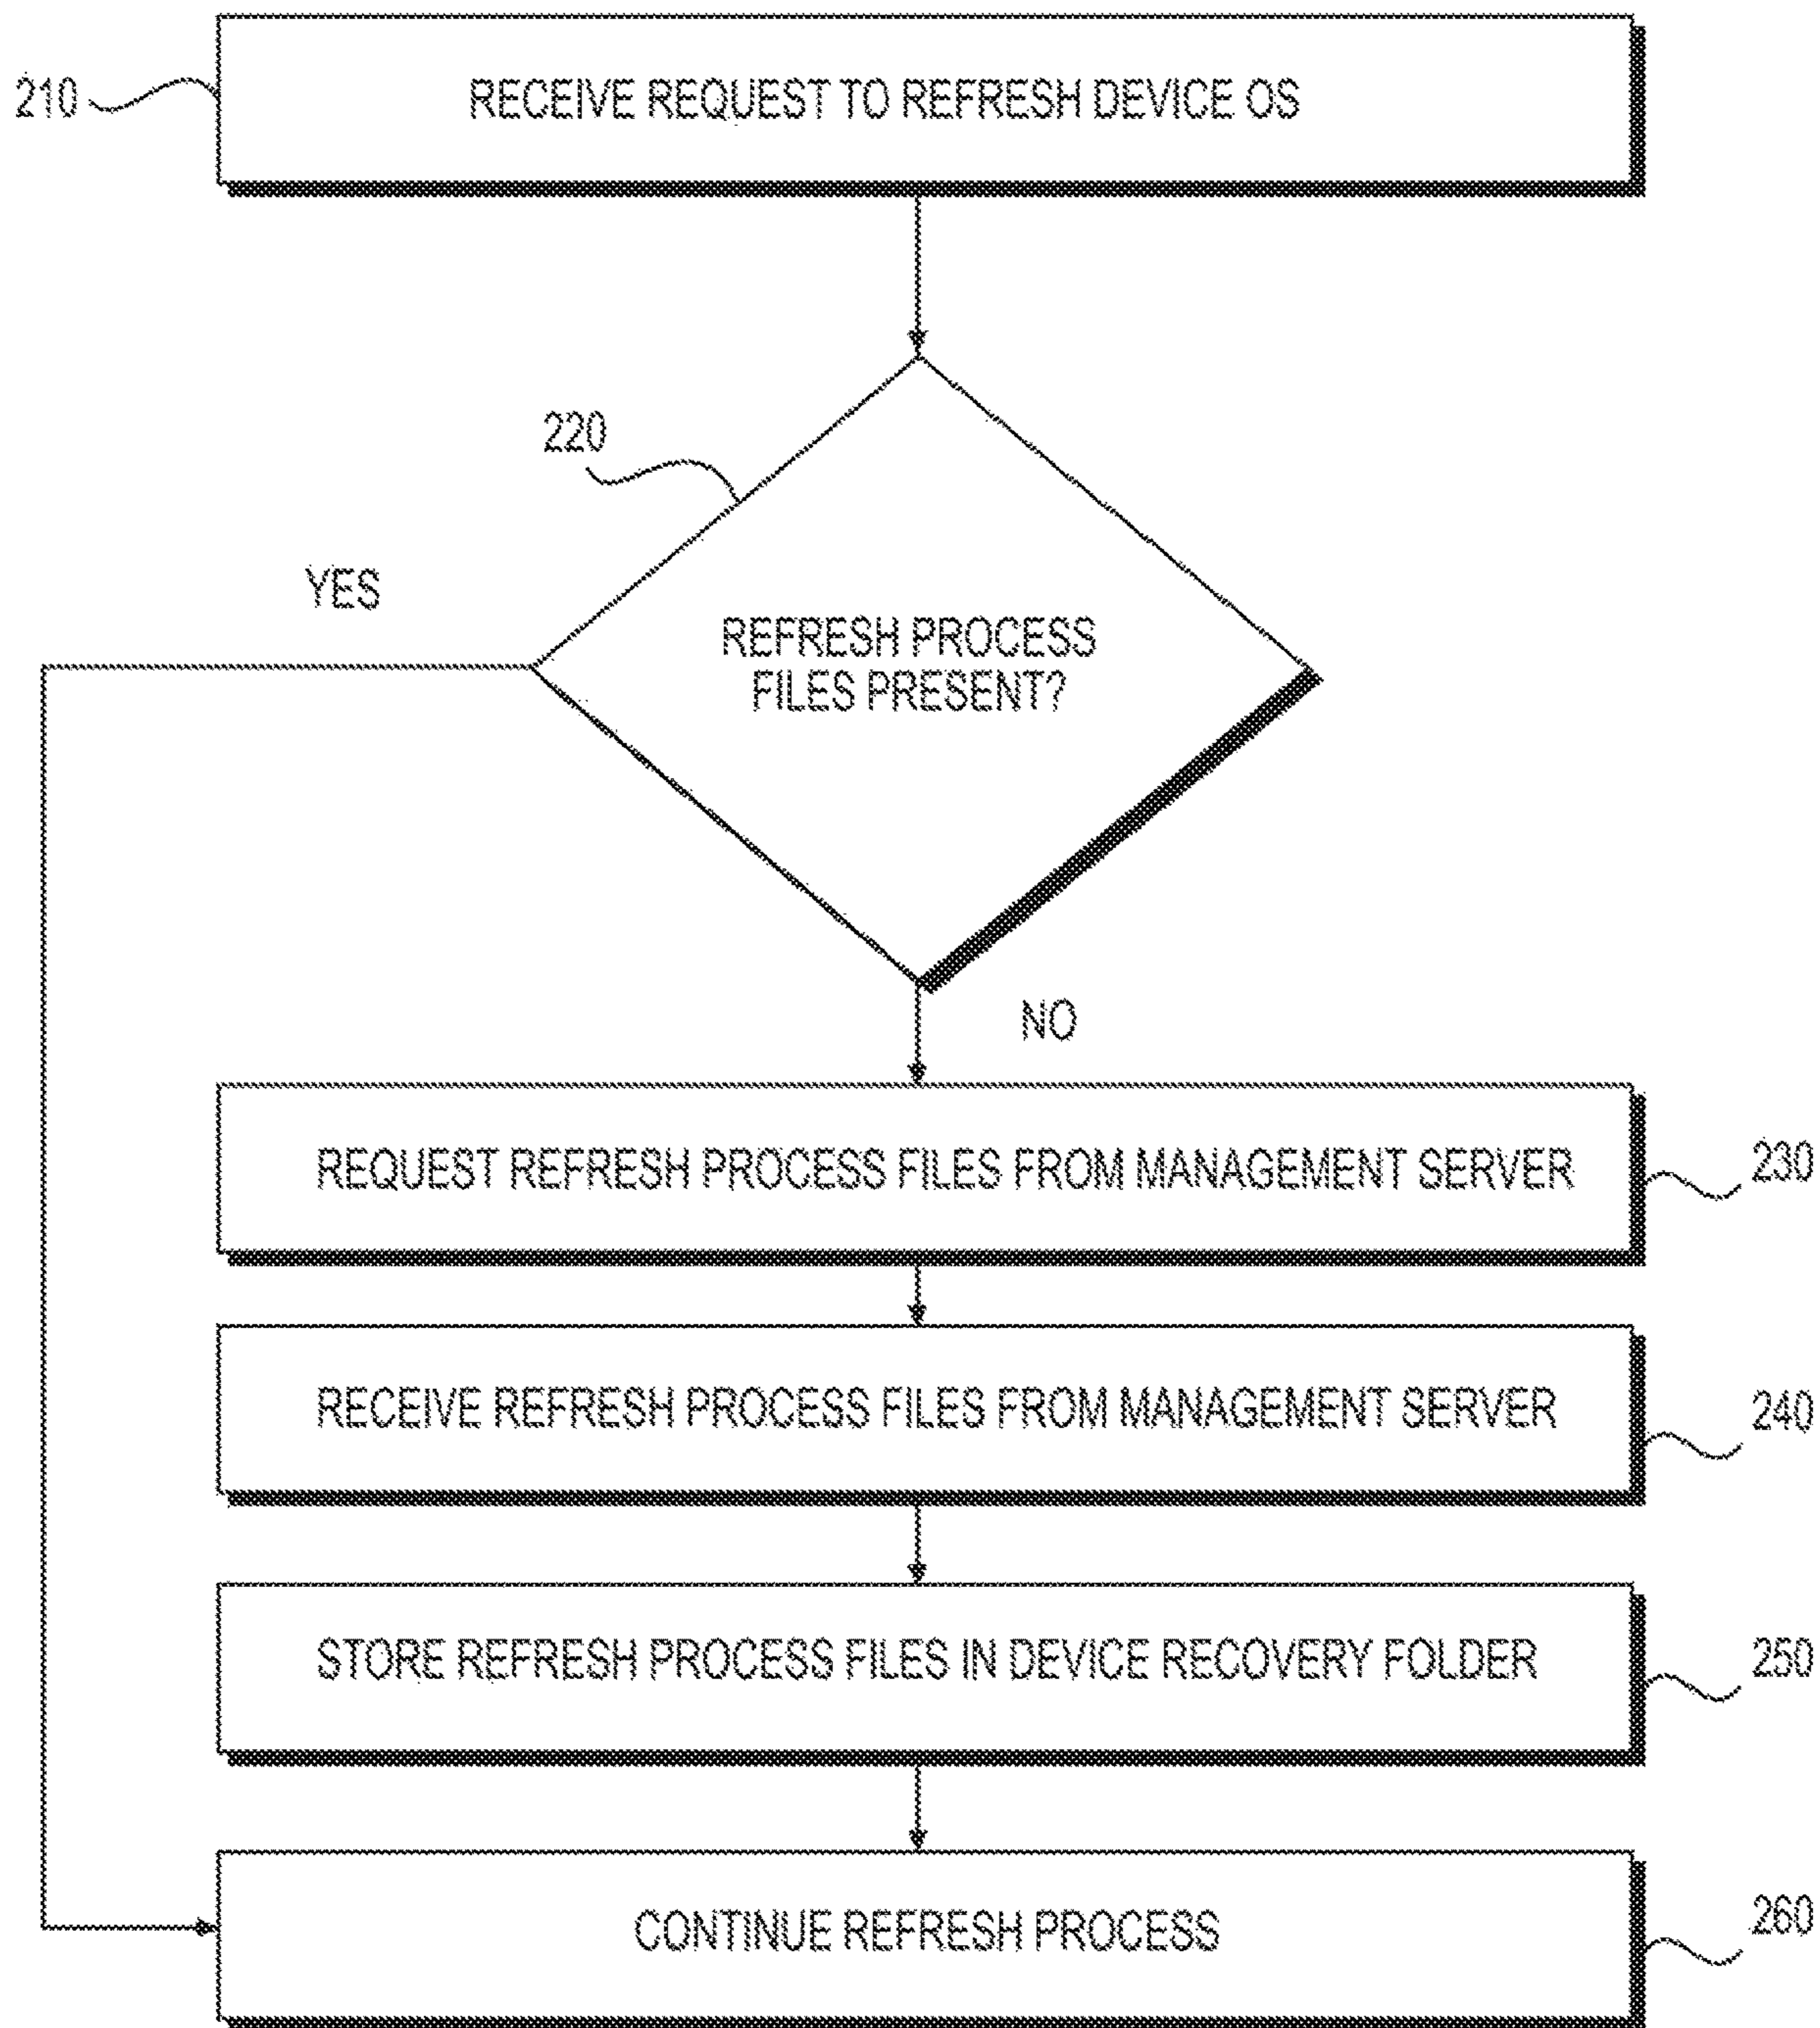 210
RECEIVE REQUEST TO REFRESH DEVICE OS
220
YES
REFRESH PROCESS
FILES PRESENT?
NO
REQUEST REFRESH PROCESS FILES FROM MANAGEMENT SERVER
230
RECEIVE REFRESH PROCESS FILES FROM MANAGEMENT SERVER
240
STORE REFRESH PROCESS FILES IN DEVICE RECOVERY FOLDER
250
CONTINUE REFRESH PROCESS
260